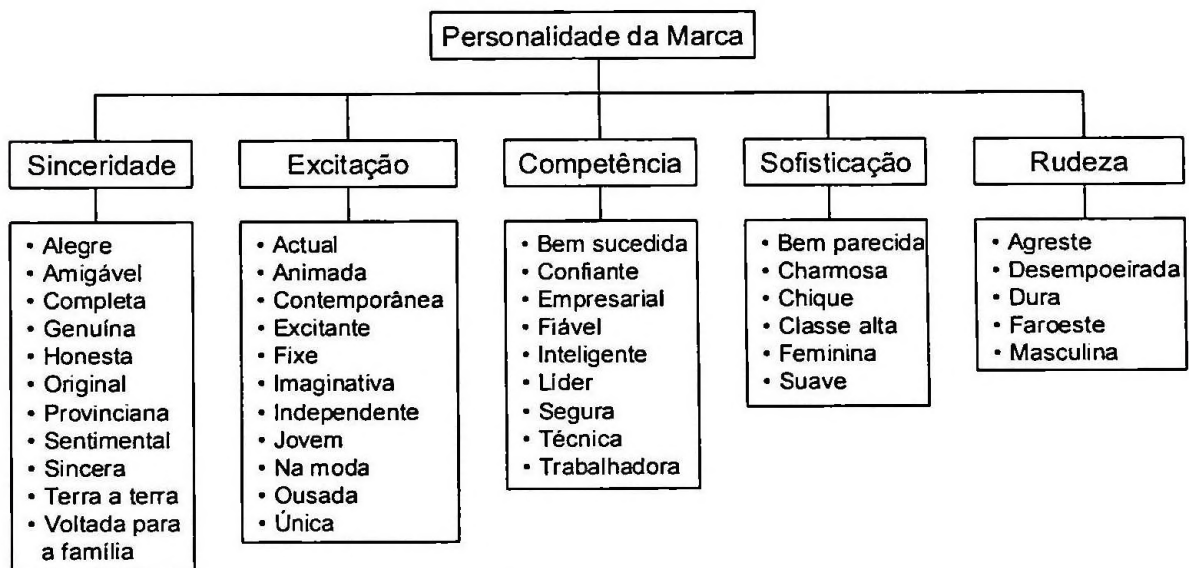 Personalidade da Marca
Sinceridade
Excitação
Competência
Sofisticação
Rudeza
• Alegre
• Amigável
• Completa
• Genuína
• Honesta
• Original
• Provinciana
• Sentimental
• Sincera
• Terra a terra
• Voltada para
a família
• Actual
• Animada
• Contemporânea
• Excitante
• Fixe
• Imaginativa
• Independente
• Jovem
• Na moda
• Ousada
• Única
• Bem sucedida
• Confiante
• Empresarial
• Fiável
• Inteligente
• Líder
• Segura
• Técnica
• Trabalhadora
• Bem parecida
• Charmosa
• Chique
• Classe alta
• Feminina
• Suave
• Agreste
• Desempoeirada
• Dura
• Faroeste
• Masculina